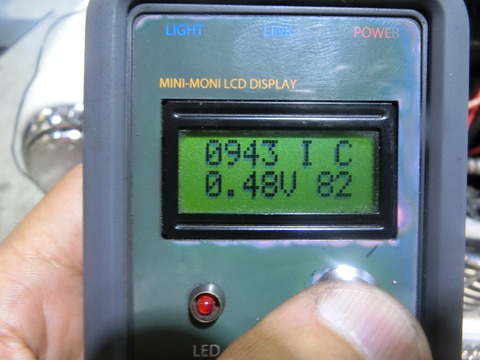 LIGHT LINK POWER
MINI-MONI LCD DISPLAY
0943 I C
0.48V 82
LED